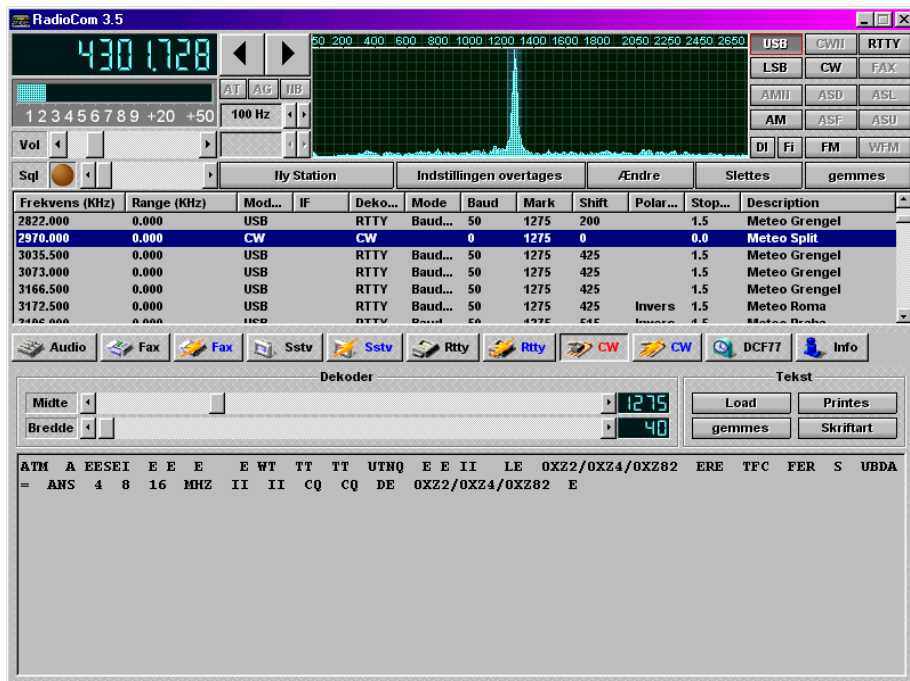 RadioCom 3.5
4301.728
50 200 400 600 800 1000 1200 1400 1600 1800 2050 2250 2450 2650
USB CWN RTTY
LSB CW FAX
AT AG NB
AMN ASD ASL
1 2 3 4 5 6 7 8 9 +20 +50
100 Hz
AM ASF ASU
Vol
DI Fi FM WFM
Sql
Ny Station Indstillingen overtages Ændre Slettes gemmes
Frekvens (KHz) Range (KHz) Mod... IF Deko... Mode Baud Mark Shift Polar... Stop... Description
2822.000 0.000 USB RTTY Baud... 50 1275 200 1.5 Meteo Grengel
2970.000 0.000 CW CW 0 1275 0 0.0 Meteo Split
3035.500 0.000 USB RTTY Baud... 50 1275 425 1.5 Meteo Grengel
3073.000 0.000 USB RTTY Baud... 50 1275 425 1.5 Meteo Grengel
3166.500 0.000 USB RTTY Baud... 50 1275 425 1.5 Meteo Grengel
3172.500 0.000 USB RTTY Baud... 50 1275 425 Invers 1.5 Meteo Roma
Audio Fax Fax Sstv Sstv Rtty Rtty CW CW DCF77 Info
Dekoder
Tekst
Midte 1275
Load Printes
Bredde 40
gemmes Skriftart
ATM A EESEI E E E E WT TT TT UTNQ E E II LE OXZ2/OXZ4/OXZ82 ERE TFC FER S UBDA
= ANS 4 8 16 MHZ II II CQ CQ DE OXZ2/OXZ4/OXZ82 E